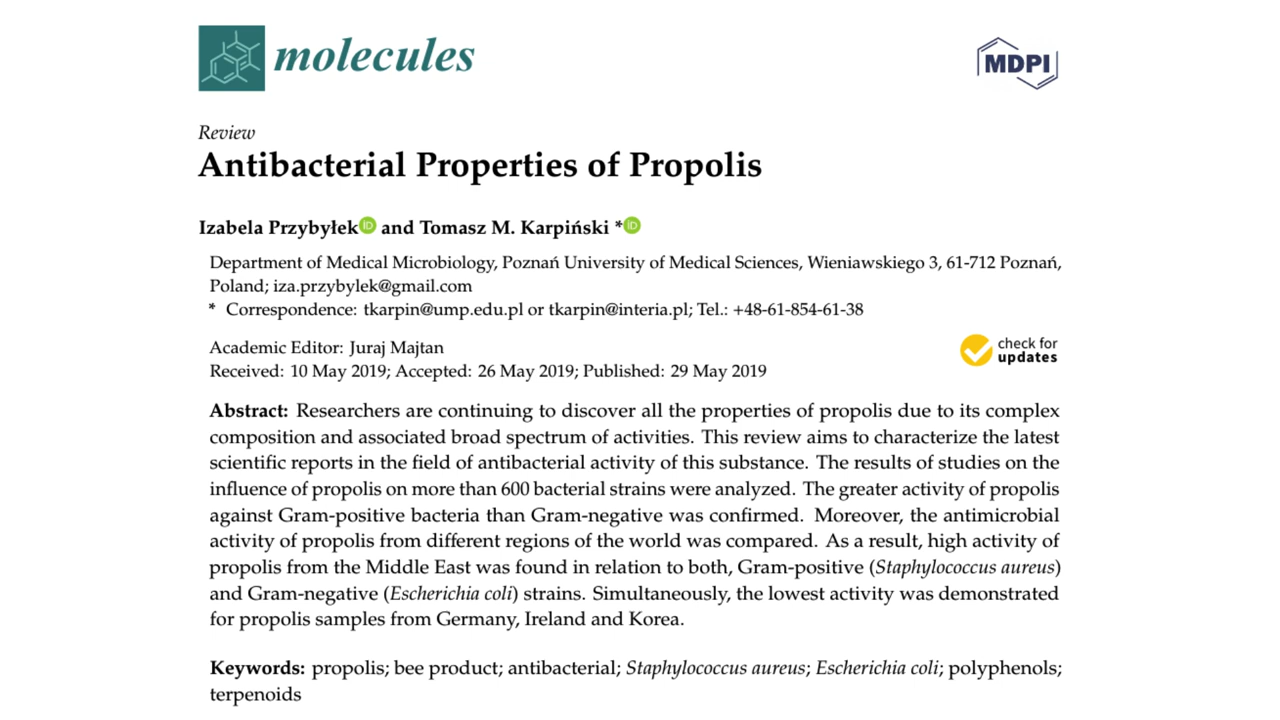 molecules
MDPI
Review
Antibacterial Properties of Propolis
Izabela Przybyłek iD and Tomasz M. Karpiński * iD
Department of Medical Microbiology, Poznań University of Medical Sciences, Wieniawskiego 3, 61-712 Poznań,
Poland; iza.przybylek@gmail.com
* Correspondence: tkarpin@ump.edu.pl or tkarpin@interia.pl; Tel.: +48-61-854-61-38
Academic Editor: Juraj Majtan
Received: 10 May 2019; Accepted: 26 May 2019; Published: 29 May 2019
check for
updates
Abstract: Researchers are continuing to discover all the properties of propolis due to its complex
composition and associated broad spectrum of activities. This review aims to characterize the latest
scientific reports in the field of antibacterial activity of this substance. The results of studies on the
influence of propolis on more than 600 bacterial strains were analyzed. The greater activity of propolis
against Gram-positive bacteria than Gram-negative was confirmed. Moreover, the antimicrobial
activity of propolis from different regions of the world was compared. As a result, high activity of
propolis from the Middle East was found in relation to both, Gram-positive (Staphylococcus aureus)
and Gram-negative (Escherichia coli) strains. Simultaneously, the lowest activity was demonstrated
for propolis samples from Germany, Ireland and Korea.
Keywords: propolis; bee product; antibacterial; Staphylococcus aureus; Escherichia coli; polyphenols;
terpenoids